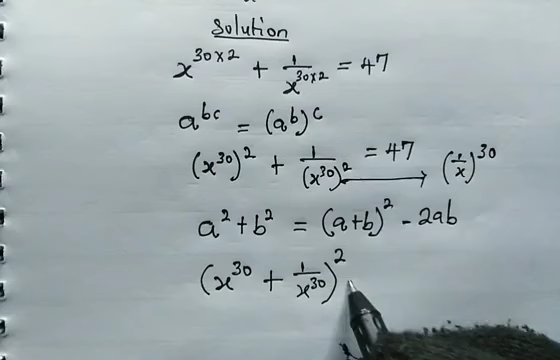 Solution
x^{30×2} + 1/x^{30×2} = 47
a^{bc} = (a^b)^c
(x^{30})^2 + 1/(x^{30})^2 = 47 → (1/x)^{30}
a^2 + b^2 = (a+b)^2 - 2ab
(x^{30} + 1/x^{30})^2